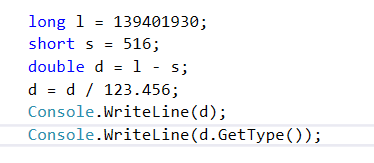 long l = 139401930;
short s = 516;
double d = l - s;
d = d / 123.456;
Console.WriteLine(d);
Console.WriteLine(d.GetType());